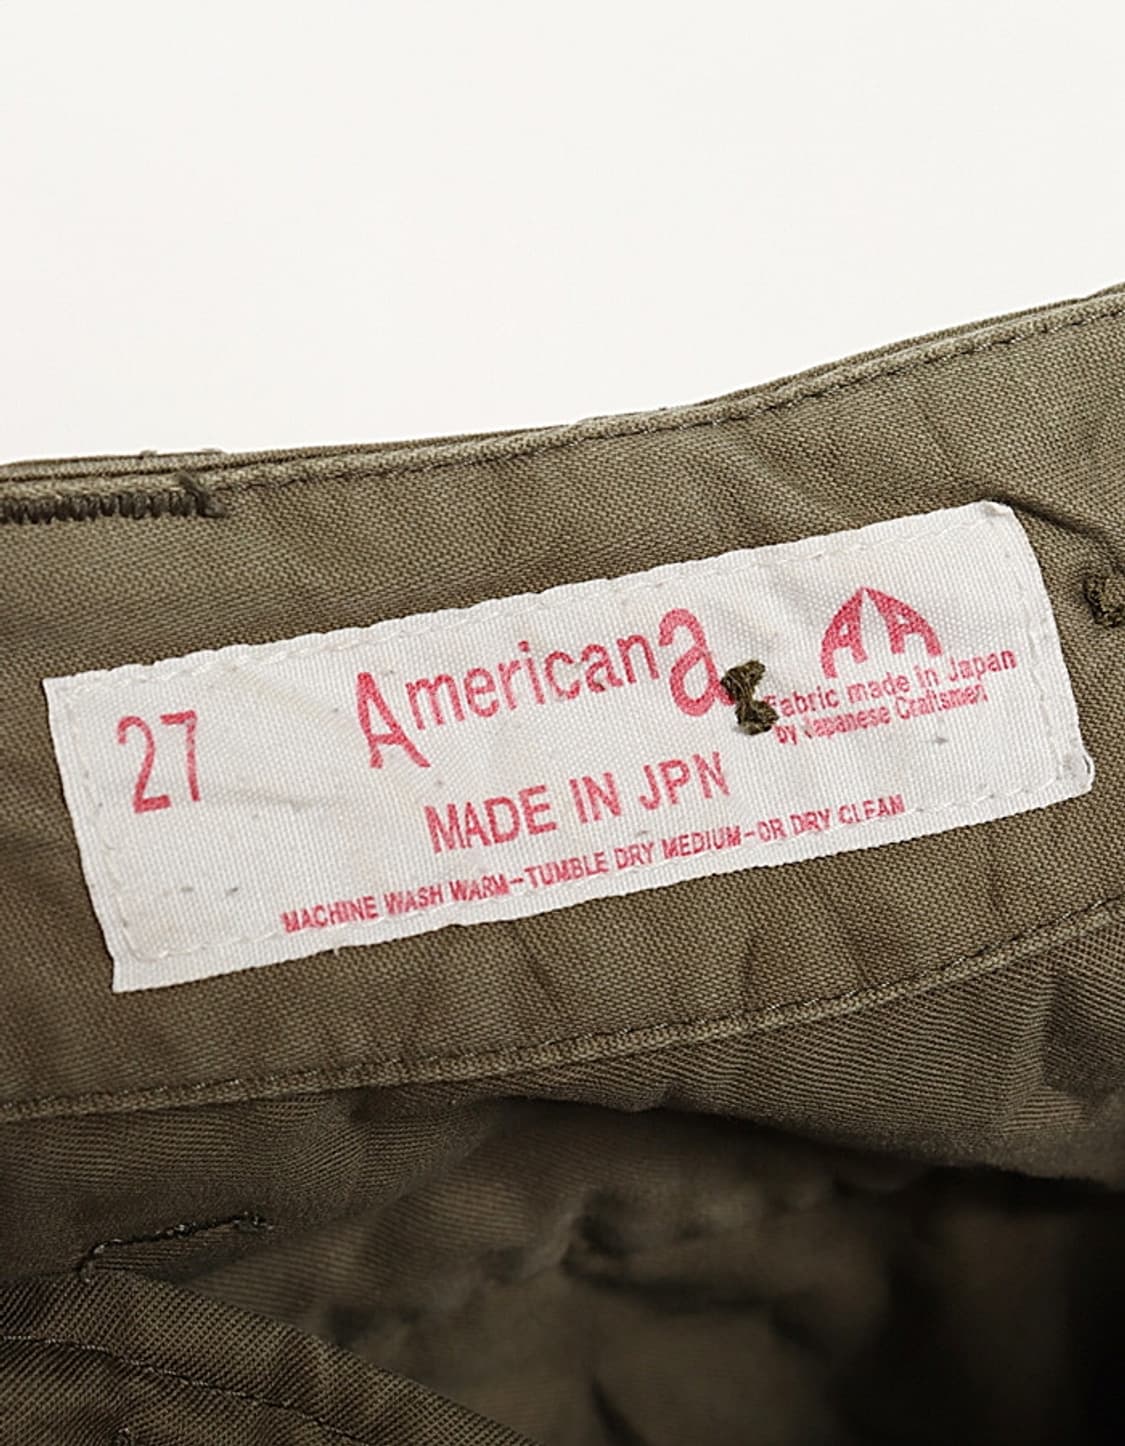 27
AmericanA
AA
Fabric made in Japan
by Japanese Craftsmen
MADE IN JPN
MACHINE WASH WARM-TUMBLE DRY MEDIUM-OR DRY CLEAN